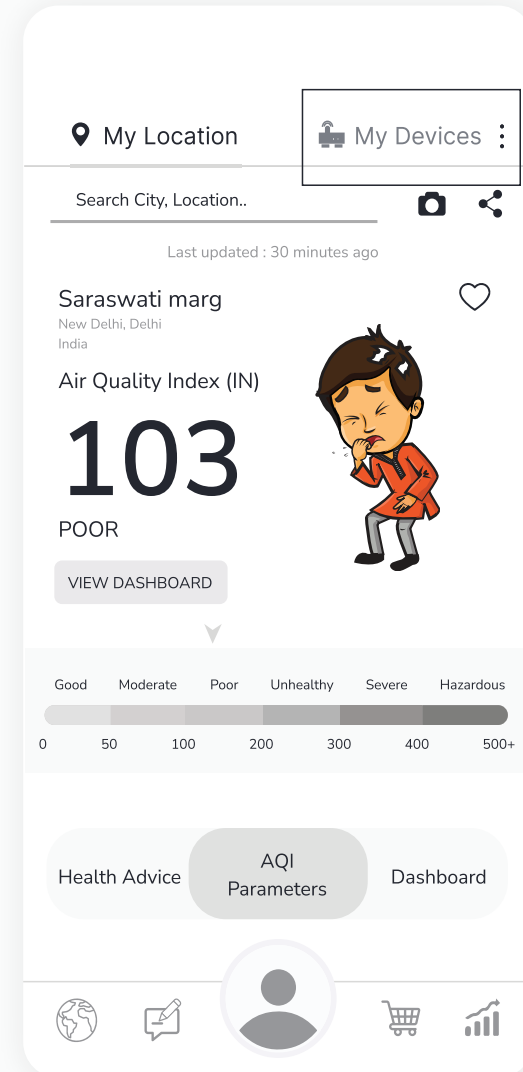 My Location
My Devices
Search City, Location..
Last updated : 30 minutes ago
Saraswati marg
New Delhi, Delhi
India
Air Quality Index (IN)
103
POOR
VIEW DASHBOARD
Good Moderate Poor Unhealthy Severe Hazardous
0 50 100 200 300 400 500+
Health Advice
AQI
Parameters
Dashboard